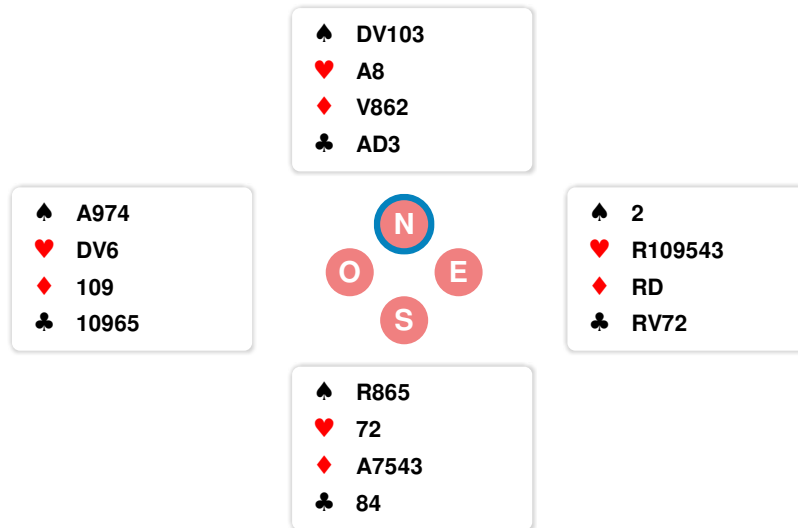 ♠ DV103
♥ A8
♦ V862
♣ AD3
♠ A974
♥ DV6
♦ 109
♣ 10965
N
O E
S
♠ 2
♥ R109543
♦ RD
♣ RV72
♠ R865
♥ 72
♦ A7543
♣ 84